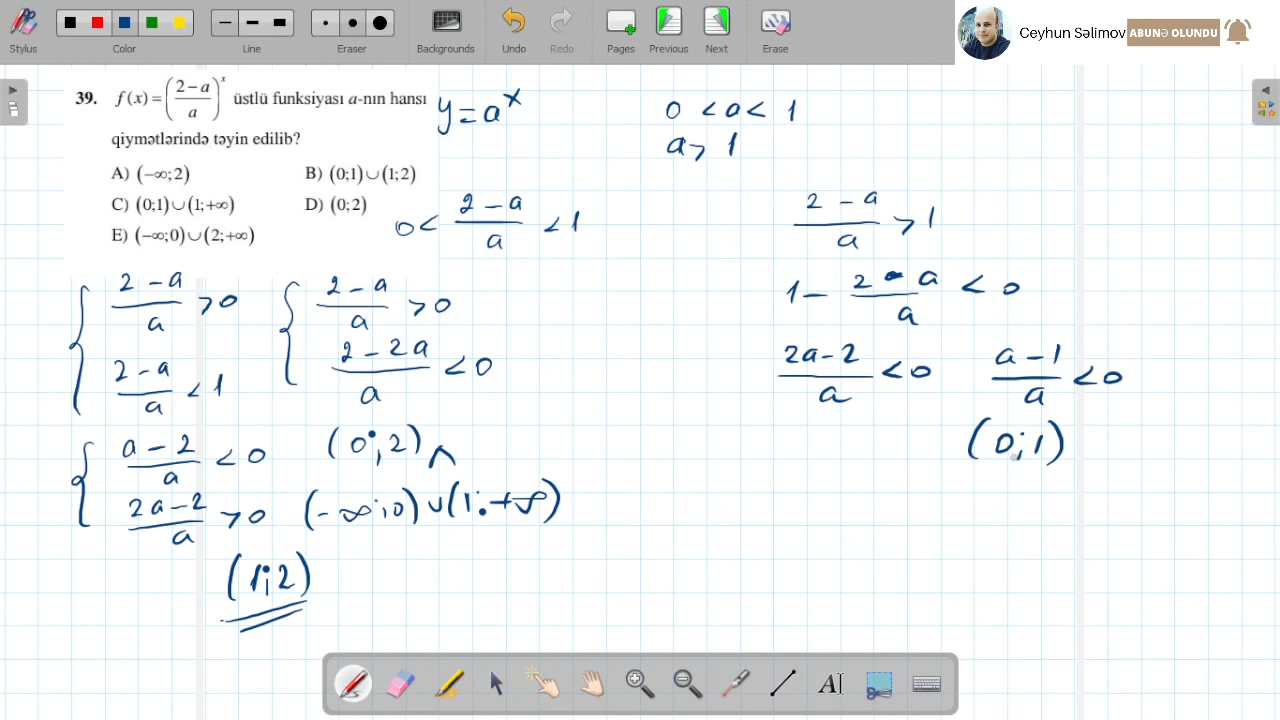 Stylus
Color
Line
Eraser
Backgrounds
Undo
Redo
Pages
Previous
Next
Erase
Ceyhun Səlimov
ABUNƏ OLUNDU
39. f(x)=((2−a)/a)^x üstlü funksiyası a-nın hansı
qiymətlərində təyin edilib?
A) (−∞;2)
B) (0;1)∪(1;2)
C) (0;1)∪(1;+∞)
D) (0;2)
E) (−∞;0)∪(2;+∞)
y=a^x
0<a<1
a>1
0<(2−a)/a<1
(2−a)/a>0
(2−a)/a<1
(2−a)/a>0
(2−2a)/a<0
(a−2)/a<0
(0;2)∧
(2a−2)/a>0
(−∞;0)∪(1;+∞)
(1;2)
(2−a)/a>1
1−(2−a)/a<0
(2a−2)/a<0
(a−1)/a<0
(0;1)
AI